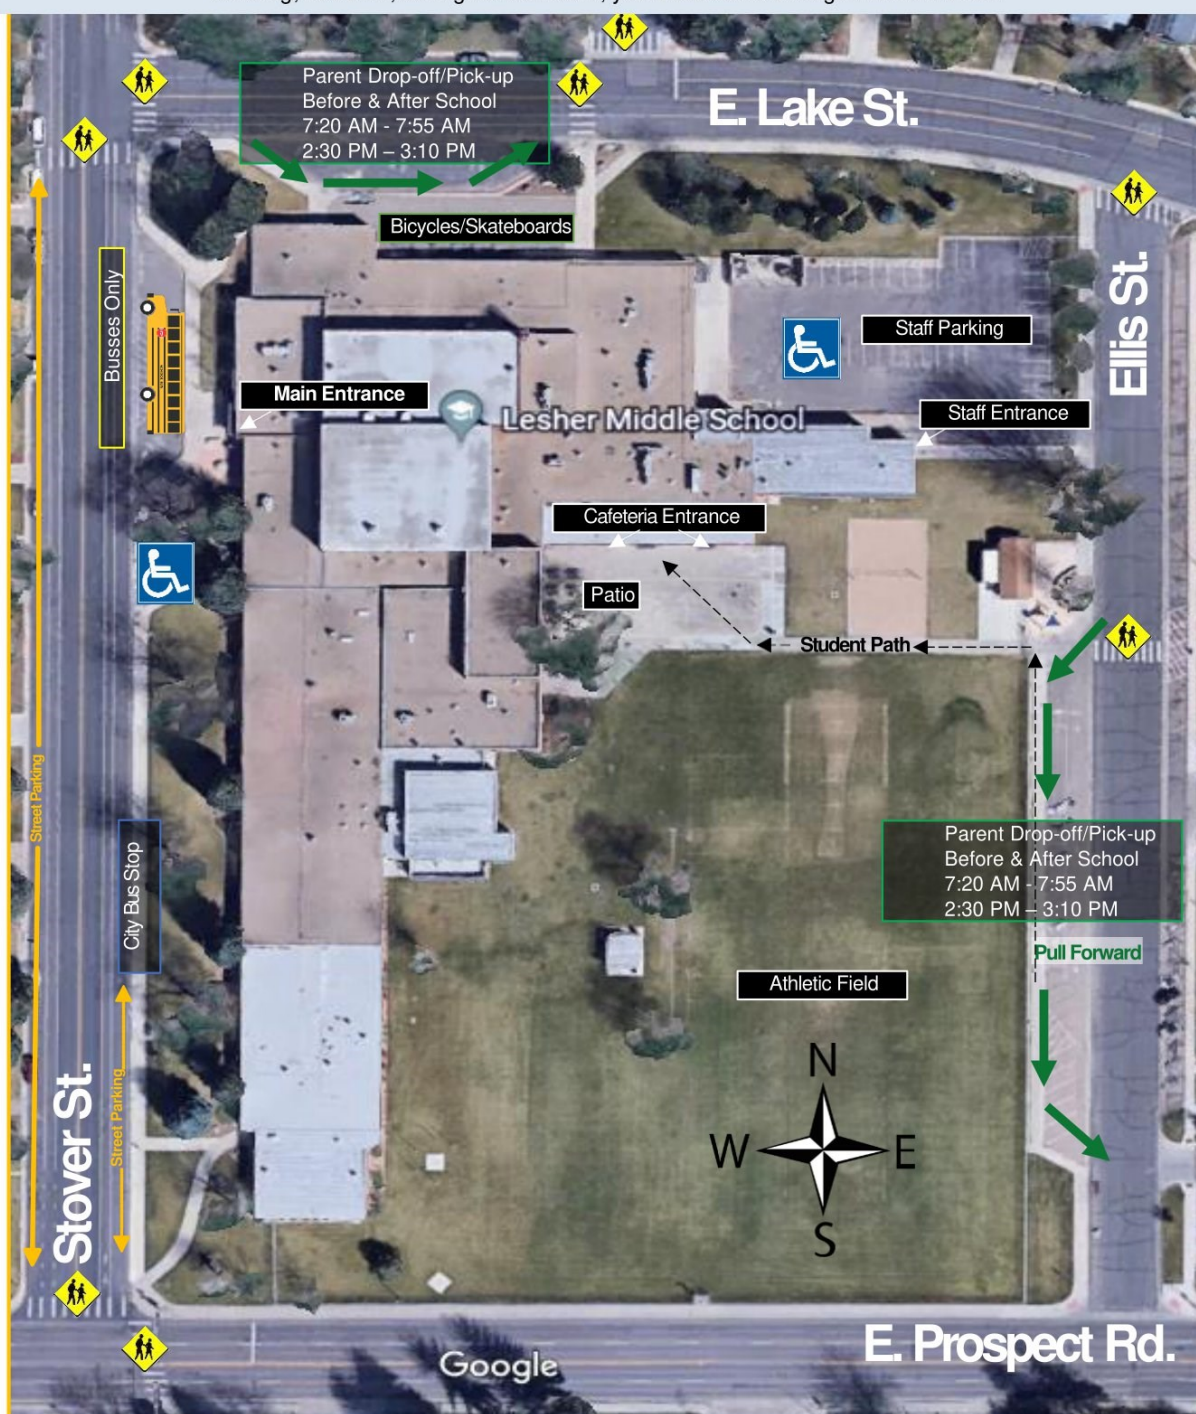 Parent Drop-off/Pick-up
Before & After School
7:20 AM - 7:55 AM
2:30 PM – 3:10 PM
E. Lake St.
Bicycles/Skateboards
Busses Only
Ellis St.
Staff Parking
Main Entrance
Lesher Middle School
Staff Entrance
Cafeteria Entrance
Patio
Student Path
Street Parking
City Bus Stop
Parent Drop-off/Pick-up
Before & After School
7:20 AM - 7:55 AM
2:30 PM – 3:10 PM
Pull Forward
Athletic Field
N
W E
S
Stover St.
Street Parking
E. Prospect Rd.
Google